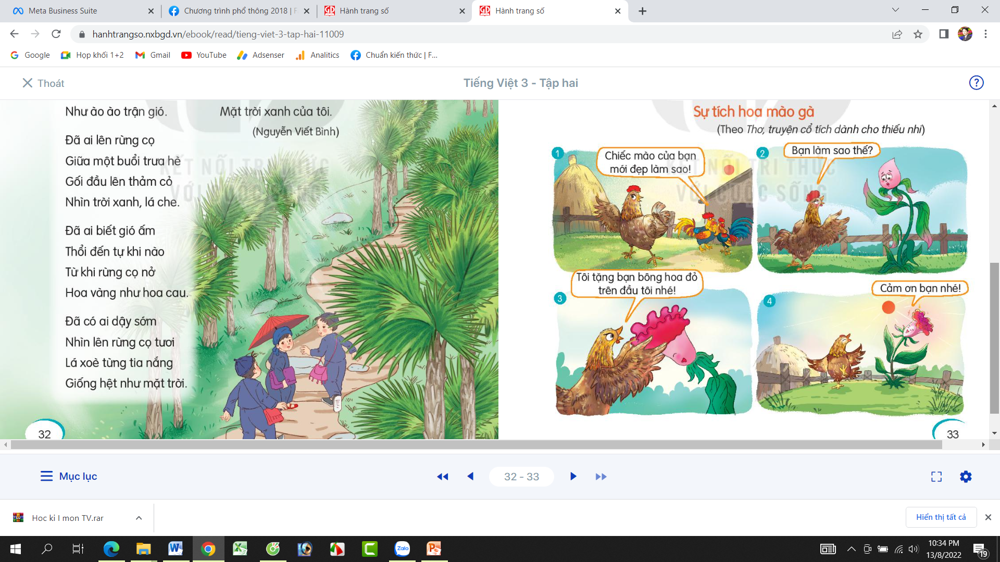 Meta Business Suite
Chương trình phổ thông 2018 | F
Hành trang số
Hành trang số
hanhtrangso.nxbgd.vn/ebook/read/tieng-viet-3-tap-hai-11009
Google
Họp khối 1+2
Gmail
YouTube
Adsenser
Analitics
Chuẩn kiến thức | F...
Thoát
Tiếng Việt 3 - Tập hai
Như ào ào trận gió.
Đã ai lên rừng cọ
Giữa một buổi trưa hè
Gối đầu lên thảm cỏ
Nhìn trời xanh, lá che.
Đã ai biết gió ấm
Thổi đến tự khi nào
Từ khi rừng cọ nở
Hoa vàng như hoa cau.
Đã có ai dậy sớm
Nhìn lên rừng cọ tươi
Lá xoè từng tia nắng
Giống hệt như mặt trời.
Mặt trời xanh của tôi.
(Nguyễn Viết Bình)
KẾT NỐI TRI THỨC
VỚI CUỘC SỐNG
32
Sự tích hoa mào gà
(Theo Thơ, truyện cổ tích dành cho thiếu nhi)
KẾT NỐI TRI THỨC
VỚI CUỘC SỐNG
1
Chiếc mào của bạn
mới đẹp làm sao!
2
Bạn làm sao thế?
3
Tôi tặng bạn bông hoa đỏ
trên đầu tôi nhé!
4
Cảm ơn bạn nhé!
33
Mục lục
32 - 33
Hoc ki I mon TV.rar
Hiển thị tất cả
Zalo
10:34 PM
13/8/2022
19